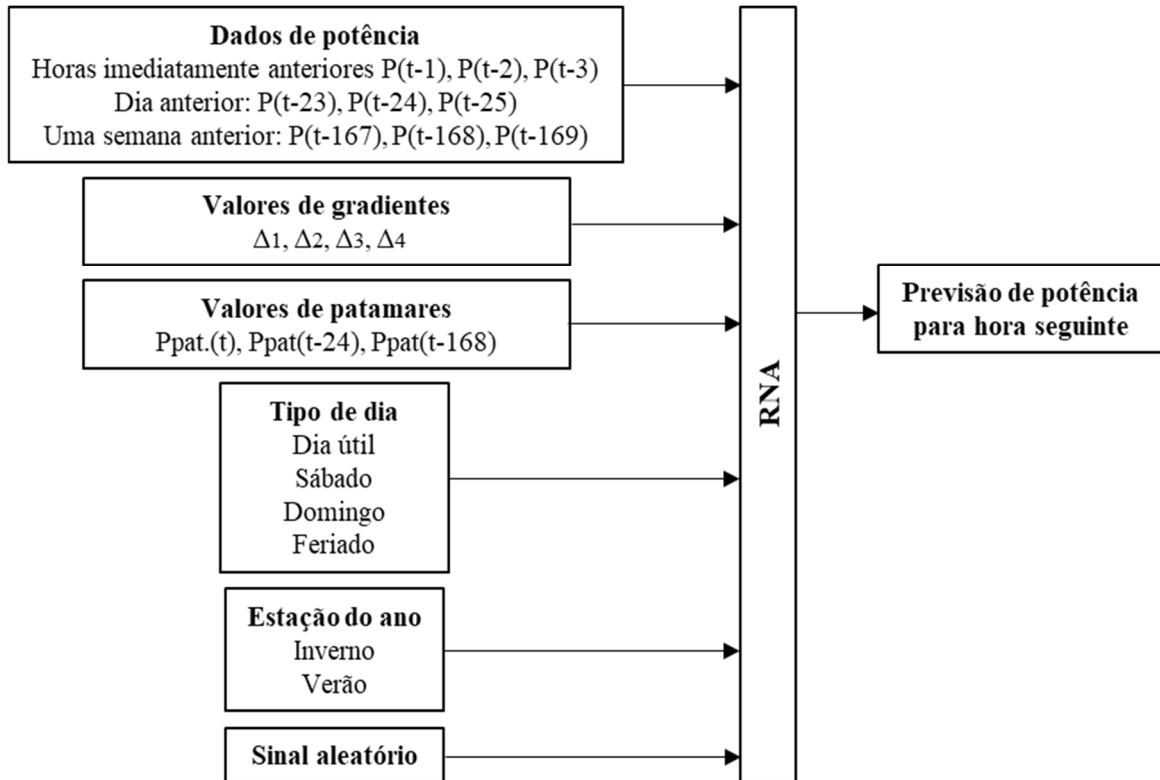 Dados de potência
Horas imediatamente anteriores P(t-1), P(t-2), P(t-3)
Dia anterior: P(t-23), P(t-24), P(t-25)
Uma semana anterior: P(t-167), P(t-168), P(t-169)
Valores de gradientes
Δ1, Δ2, Δ3, Δ4
Valores de patamares
Ppat.(t), Ppat(t-24), Ppat(t-168)
Tipo de dia
Dia útil
Sábado
Domingo
Feriado
Estação do ano
Inverno
Verão
Sinal aleatório
RNA
Previsão de potência
para hora seguinte